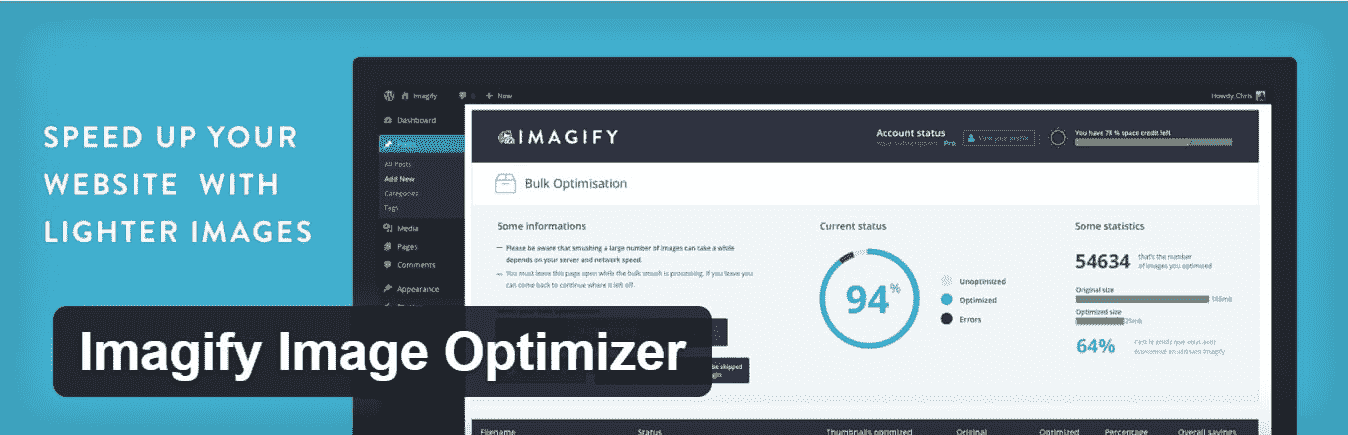 SPEED UP YOUR
WEBSITE WITH
LIGHTER IMAGES
Imagify
+ New
Howdy, Chris
Dashboard
All Posts
Add New
Categories
Tags
Media
Pages
Comments
Appearance
IMAGIFY
Account status
Pro
View your profile
You have 78 % space credit left
Bulk Optimisation
Some informations
— Please be aware that smushing a large number of images can take a while
depends on your server and network speed.
— You must leave this page open while the bulk smush is processing. If you leave you
can come back to continue where it left off.
Current status
94%
Unoptimized
Optimized
Errors
Some statistics
54634 that's the number
of images you optimized
Original size
Optimized size
64%
be skipped
Imagify Image Optimizer
Filename Status Thumbnails optimized Original Optimized Percentage Overall savings